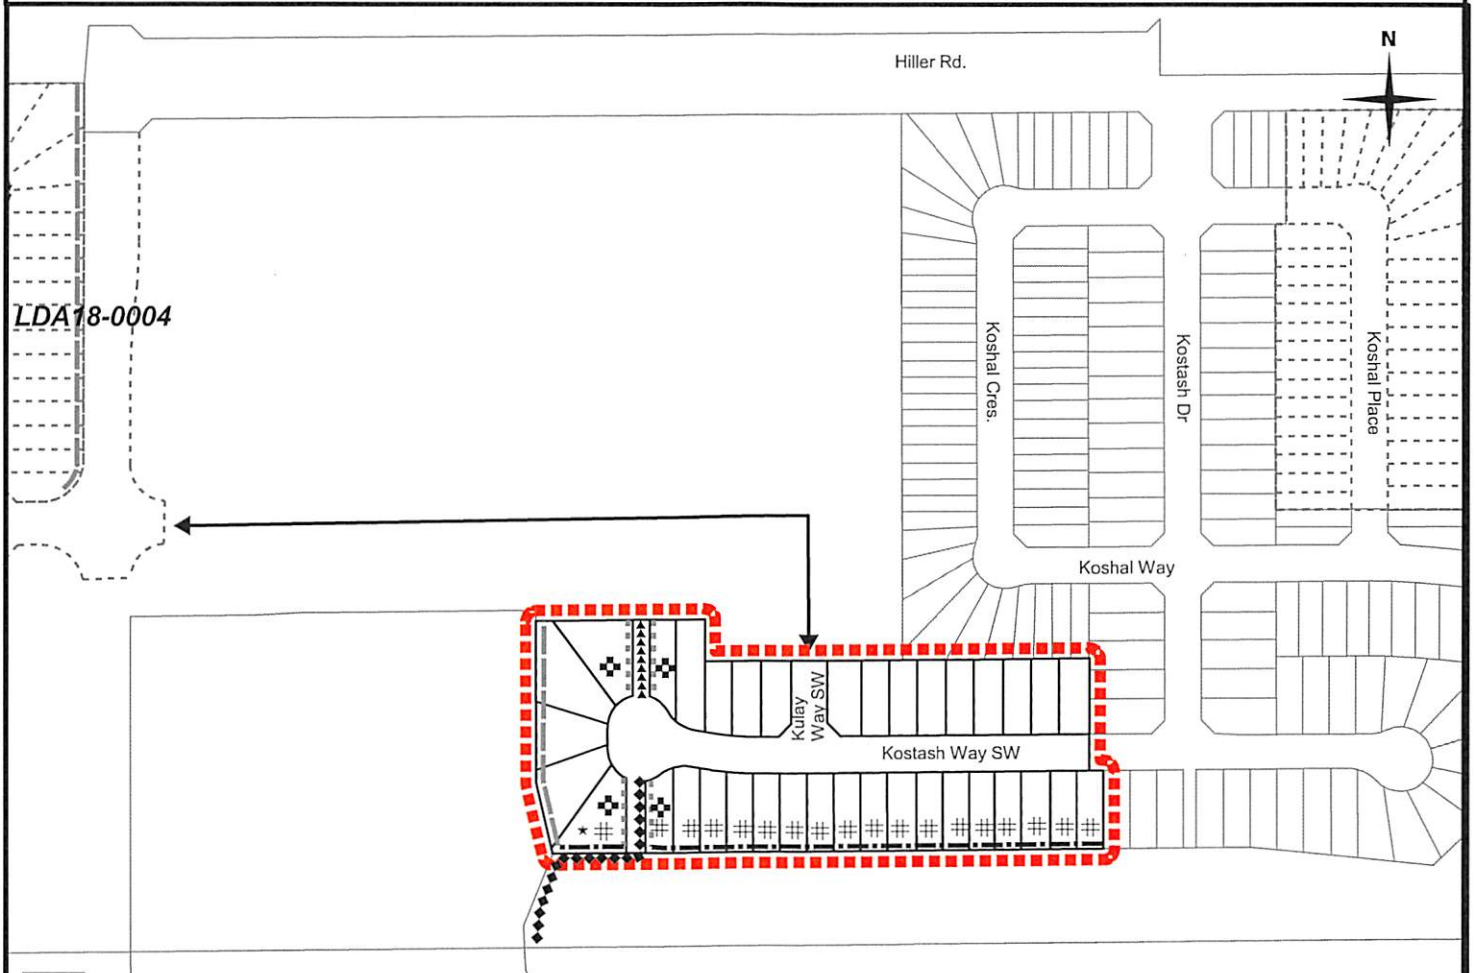 N
Hiller Rd.
LDA18-0004
Koshal Cres.
Kostash Dr
Koshal Place
Koshal Way
Kulay
Way SW
Kostash Way SW